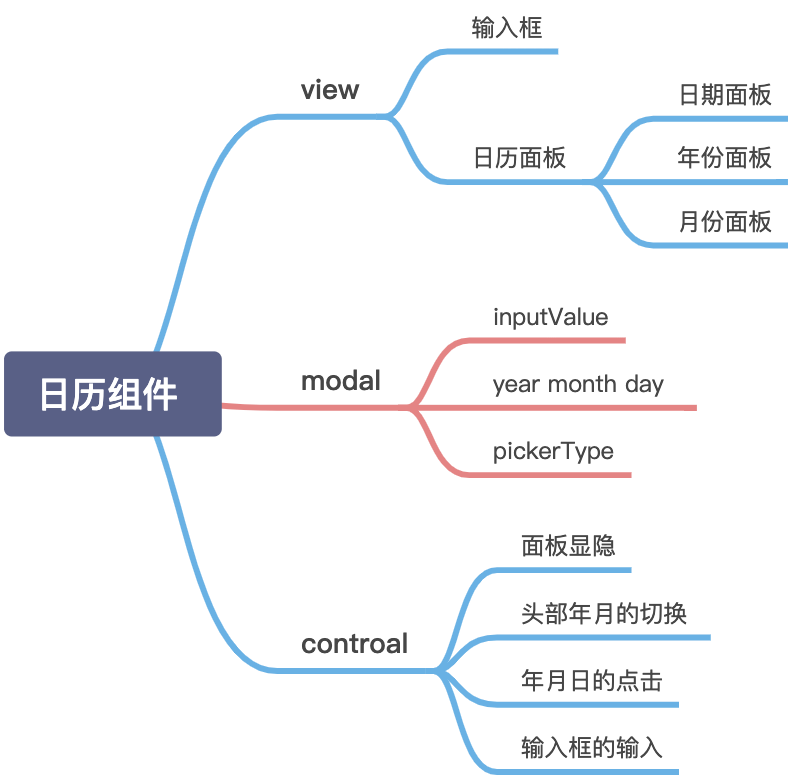 日历组件
view
输入框
日历面板
日期面板
年份面板
月份面板
modal
inputValue
year month day
pickerType
controal
面板显隐
头部年月的切换
年月日的点击
输入框的输入